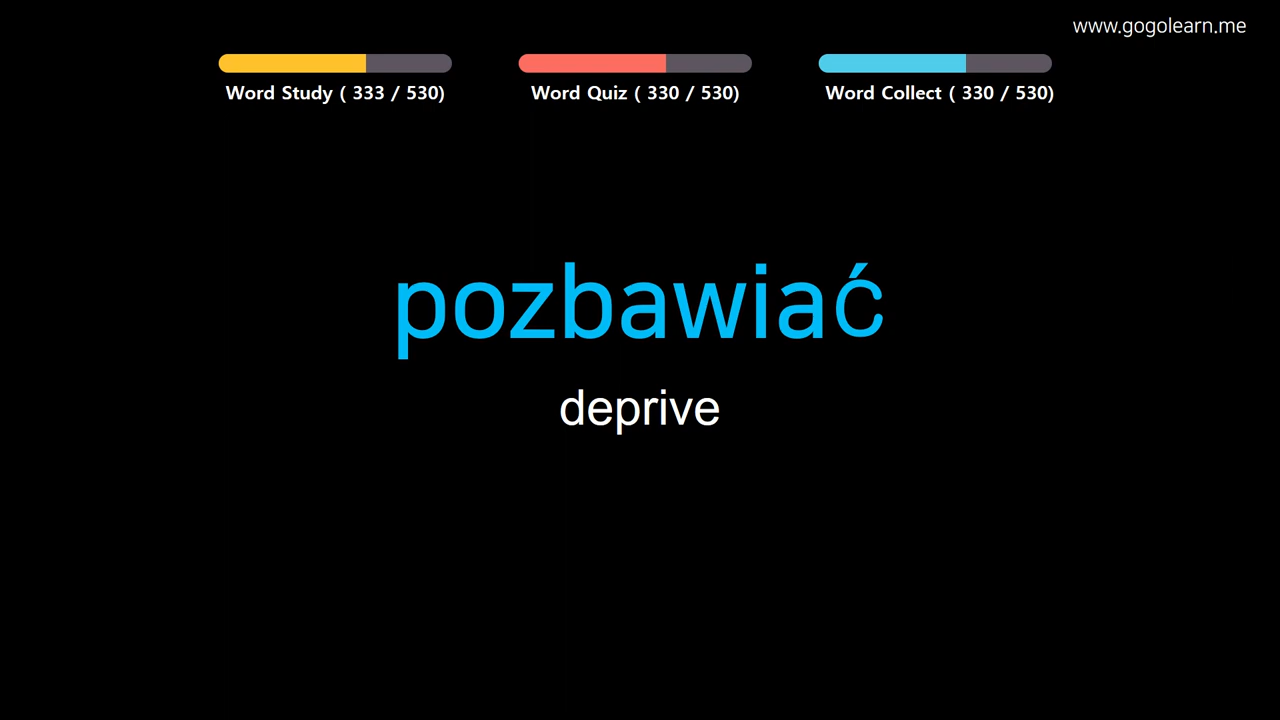 www.gogolearn.me
Word Study ( 333 / 530)
Word Quiz ( 330 / 530)
Word Collect ( 330 / 530)
pozbawiać
deprive